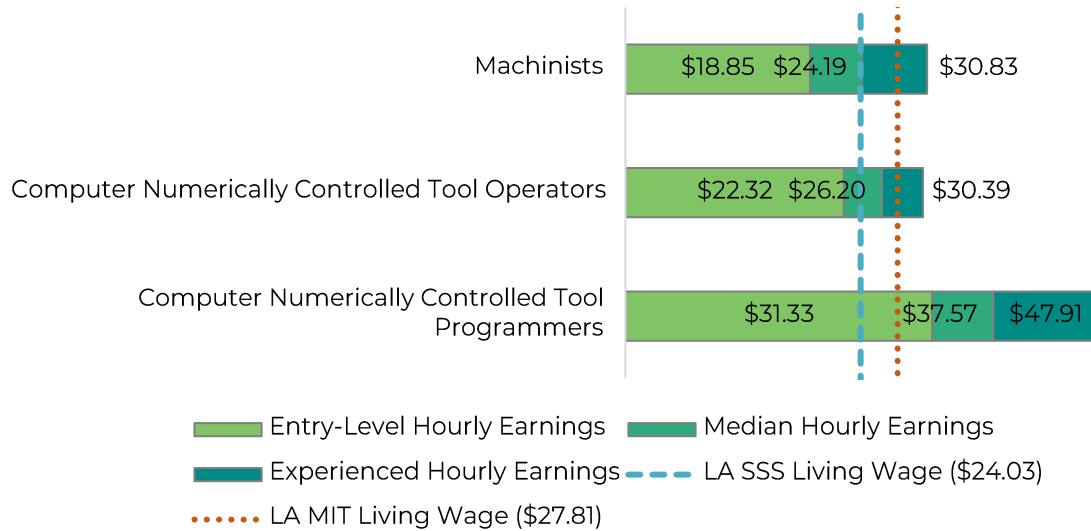 Machinists
$18.85 $24.19 $30.83
Computer Numerically Controlled Tool Operators
$22.32 $26.20 $30.39
Computer Numerically Controlled Tool
Programmers
$31.33 $37.57 $47.91
Entry-Level Hourly Earnings
Median Hourly Earnings
Experienced Hourly Earnings
LA SSS Living Wage ($24.03)
LA MIT Living Wage ($27.81)